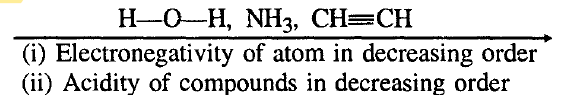 H—O—H, NH₃, CH≡CH
(i) Electronegativity of atom in decreasing order
(ii) Acidity of compounds in decreasing order